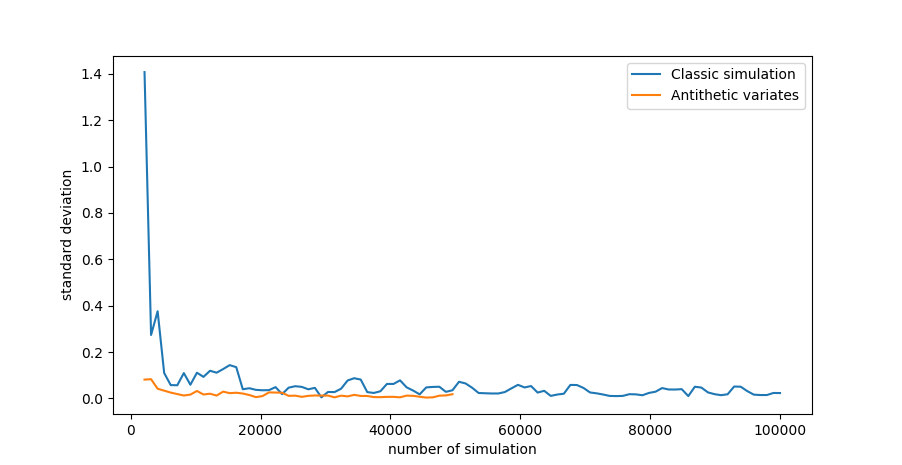 Classic simulation
Antithetic variates
standard deviation
1.4
1.2
1.0
0.8
0.6
0.4
0.2
0.0
0 20000 40000 60000 80000 100000
number of simulation